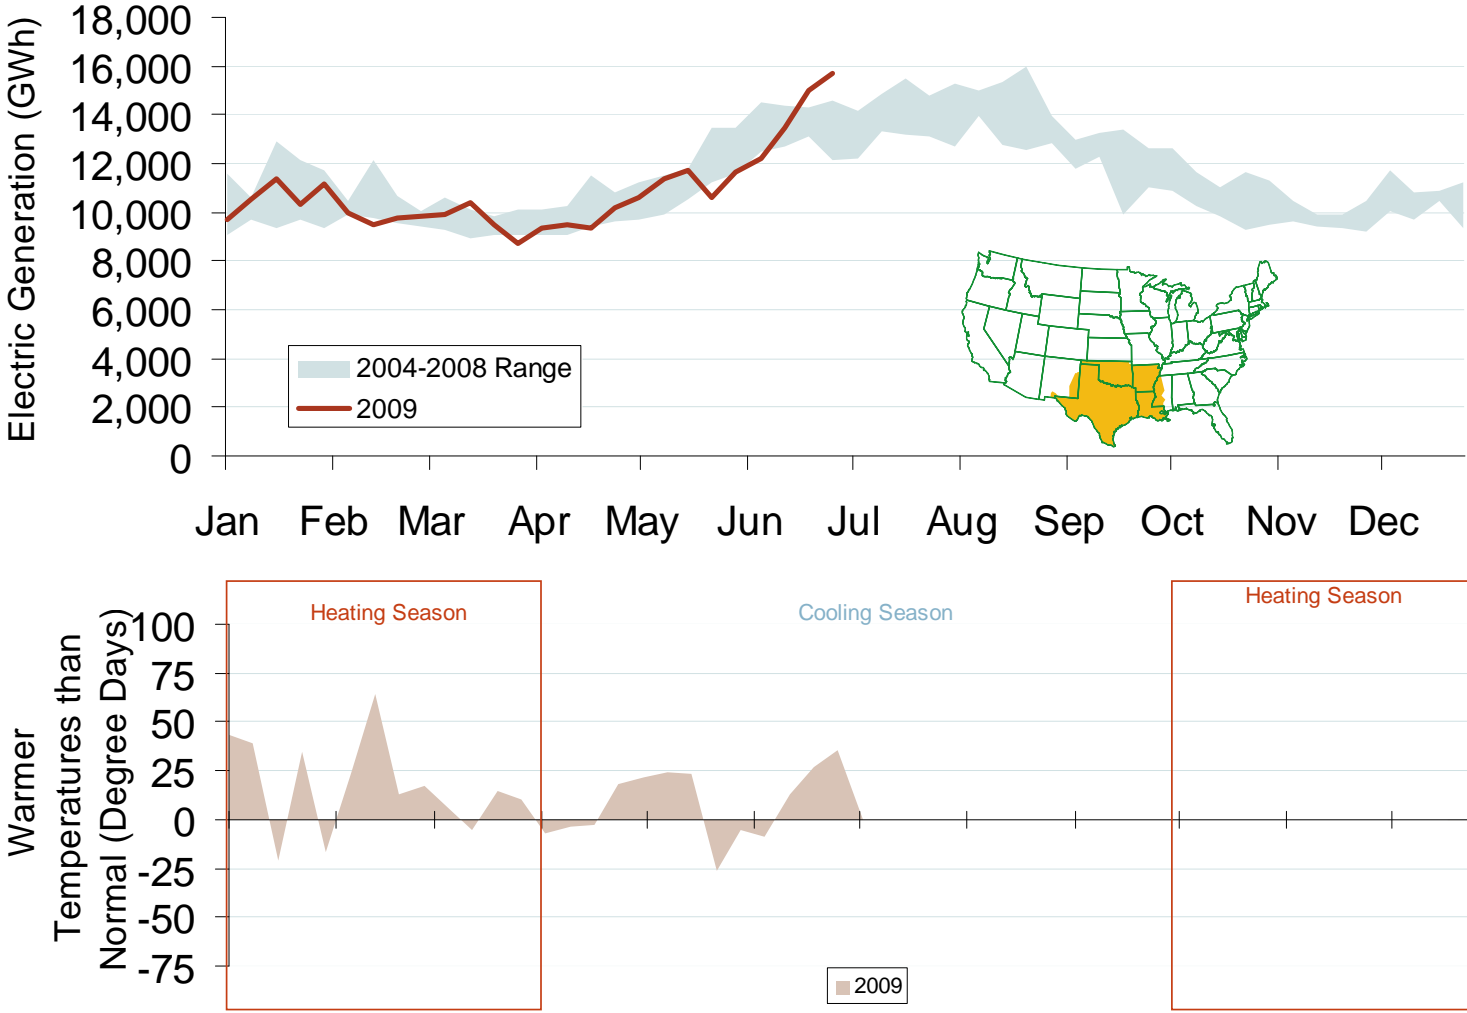 Electric Generation (GWh)
18,000
16,000
14,000
12,000
10,000
8,000
6,000
4,000
2,000
0
2004-2008 Range
2009
Jan Feb Mar Apr May Jun Jul Aug Sep Oct Nov Dec
Warmer
Temperatures than
Normal (Degree Days)
Heating Season
Cooling Season
Heating Season
100
75
50
25
0
-25
-50
-75
2009